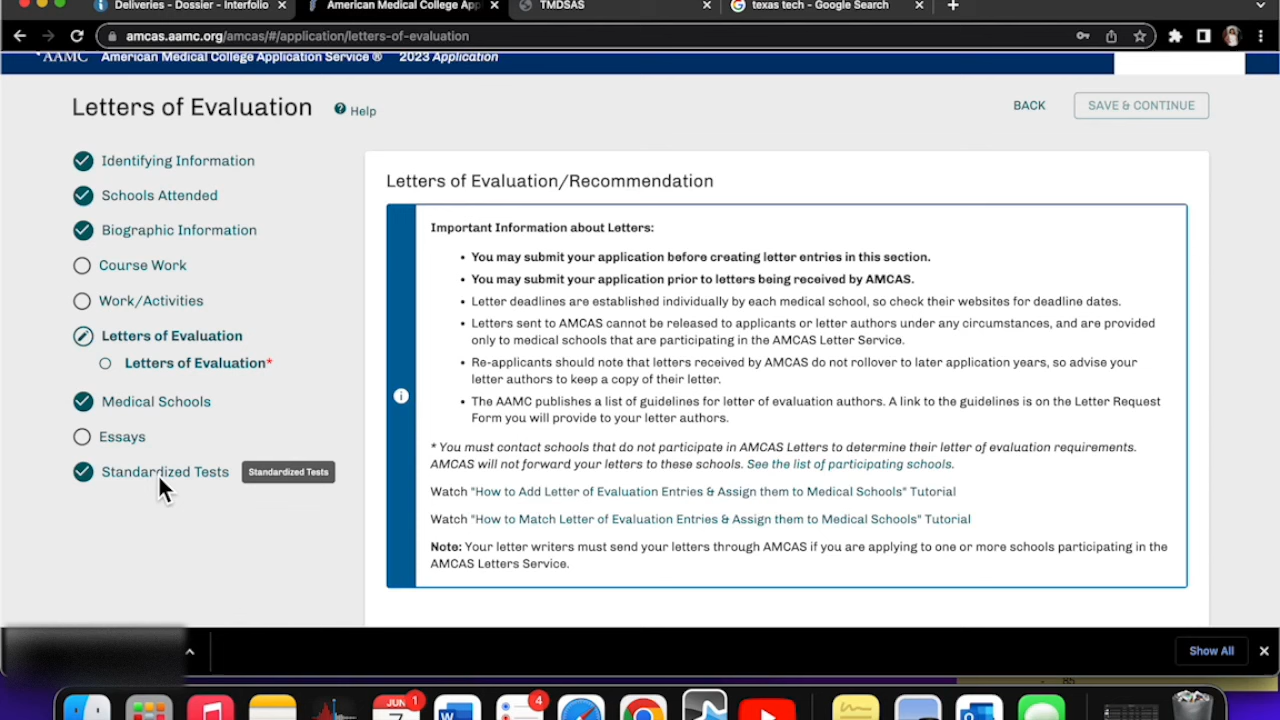 Deliveries - Dossier - Interfolio
American Medical College App
TMDSAS
texas tech - Google Search
amcas.aamc.org/amcas/#/application/letters-of-evaluation
AAMC American Medical College Application Service ® 2023 Application
Letters of Evaluation
Help
BACK
SAVE & CONTINUE
Identifying Information
Schools Attended
Biographic Information
Course Work
Work/Activities
Letters of Evaluation
Letters of Evaluation*
Medical Schools
Essays
Standardized Tests
Standardized Tests
Letters of Evaluation/Recommendation
Important Information about Letters:
• You may submit your application before creating letter entries in this section.
• You may submit your application prior to letters being received by AMCAS.
• Letter deadlines are established individually by each medical school, so check their websites for deadline dates.
• Letters sent to AMCAS cannot be released to applicants or letter authors under any circumstances, and are provided
only to medical schools that are participating in the AMCAS Letter Service.
• Re-applicants should note that letters received by AMCAS do not rollover to later application years, so advise your
letter authors to keep a copy of their letter.
• The AAMC publishes a list of guidelines for letter of evaluation authors. A link to the guidelines is on the Letter Request
Form you will provide to your letter authors.
* You must contact schools that do not participate in AMCAS Letters to determine their letter of evaluation requirements.
AMCAS will not forward your letters to these schools. See the list of participating schools.
Watch "How to Add Letter of Evaluation Entries & Assign them to Medical Schools" Tutorial
Watch "How to Match Letter of Evaluation Entries & Assign them to Medical Schools" Tutorial
Note: Your letter writers must send your letters through AMCAS if you are applying to one or more schools participating in the
AMCAS Letters Service.
Show All
85
JUN
1
7
4